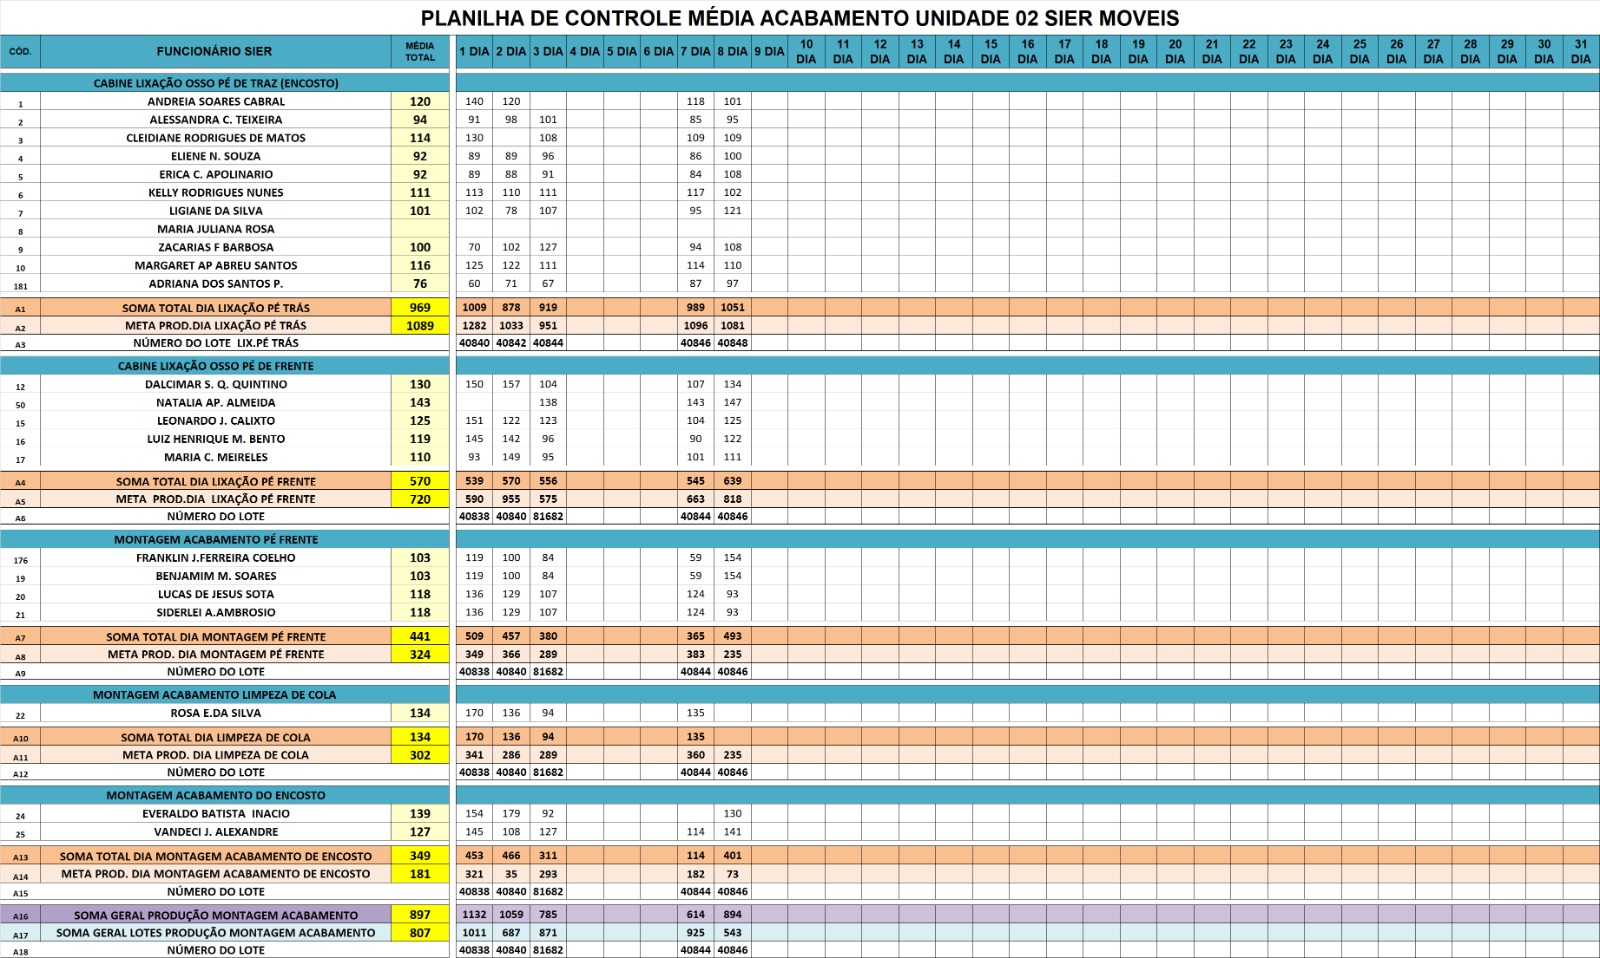 PLANILHA DE CONTROLE MÉDIA ACABAMENTO UNIDADE 02 SIER MOVEIS
CÓD. FUNCIONÁRIO SIER MÉDIA TOTAL 1 DIA 2 DIA 3 DIA 4 DIA 5 DIA 6 DIA 7 DIA 8 DIA 9 DIA 10 DIA 11 DIA 12 DIA 13 DIA 14 DIA 15 DIA 16 DIA 17 DIA 18 DIA 19 DIA 20 DIA 21 DIA 22 DIA 23 DIA 24 DIA 25 DIA 26 DIA 27 DIA 28 DIA 29 DIA 30 DIA 31 DIA
CABINE LIXAÇÃO OSSO PÉ DE TRAZ (ENCOSTO)
1 ANDREIA SOARES CABRAL 120 140 120 118 101
2 ALESSANDRA C. TEIXEIRA 94 91 98 101 85 95
3 CLEIDIANE RODRIGUES DE MATOS 114 130 108 109 109
4 ELIENE N. SOUZA 92 89 89 96 86 100
5 ERICA C. APOLINARIO 92 89 88 91 84 108
6 KELLY RODRIGUES NUNES 111 113 110 111 117 102
7 LIGIANE DA SILVA 101 102 78 107 95 121
8 MARIA JULIANA ROSA
9 ZACARIAS F BARBOSA 100 70 102 127 94 108
10 MARGARET AP ABREU SANTOS 116 125 122 111 114 110
181 ADRIANA DOS SANTOS P. 76 60 71 67 87 97
A1 SOMA TOTAL DIA LIXAÇÃO PÉ TRÁS 969 1009 878 919 989 1051
A2 META PROD.DIA LIXAÇÃO PÉ TRÁS 1089 1282 1033 951 1096 1081
A3 NÚMERO DO LOTE LIX.PÉ TRÁS 40840 40842 40844 40846 40848
CABINE LIXAÇÃO OSSO PÉ DE FRENTE
12 DALCIMAR S. Q. QUINTINO 130 150 157 104 107 134
50 NATALIA AP. ALMEIDA 143 138 143 147
15 LEONARDO J. CALIXTO 125 151 122 123 104 125
16 LUIZ HENRIQUE M. BENTO 119 145 142 96 90 122
17 MARIA C. MEIRELES 110 93 149 95 101 111
A4 SOMA TOTAL DIA LIXAÇÃO PÉ FRENTE 570 539 570 556 545 639
A5 META PROD.DIA LIXAÇÃO PÉ FRENTE 720 590 955 575 663 818
A6 NÚMERO DO LOTE 40838 40840 81682 40844 40846
MONTAGEM ACABAMENTO PÉ FRENTE
176 FRANKLIN J.FERREIRA COELHO 103 119 100 84 59 154
19 BENJAMIM M. SOARES 103 119 100 84 59 154
20 LUCAS DE JESUS SOTA 118 136 129 107 124 93
21 SIDERLEI A.AMBROSIO 118 136 129 107 124 93
A7 SOMA TOTAL DIA MONTAGEM PÉ FRENTE 441 509 457 380 365 493
A8 META PROD. DIA MONTAGEM PÉ FRENTE 324 349 366 289 383 235
A9 NÚMERO DO LOTE 40838 40840 81682 40844 40846
MONTAGEM ACABAMENTO LIMPEZA DE COLA
22 ROSA E.DA SILVA 134 170 136 94 135
A10 SOMA TOTAL DIA LIMPEZA DE COLA 134 170 136 94 135
A11 META PROD. DIA LIMPEZA DE COLA 302 341 286 289 360 235
A12 NÚMERO DO LOTE 40838 40840 81682 40844 40846
MONTAGEM ACABAMENTO DO ENCOSTO
24 EVERALDO BATISTA INACIO 139 154 179 92 130
25 VANDECI J. ALEXANDRE 127 145 108 127 114 141
A13 SOMA TOTAL DIA MONTAGEM ACABAMENTO DE ENCOSTO 349 453 466 311 114 401
A14 META PROD. DIA MONTAGEM ACABAMENTO DE ENCOSTO 181 321 35 293 182 73
A15 NÚMERO DO LOTE 40838 40840 81682 40844 40846
A16 SOMA GERAL PRODUÇÃO MONTAGEM ACABAMENTO 897 1132 1059 785 614 894
A17 SOMA GERAL LOTES PRODUÇÃO MONTAGEM ACABAMENTO 807 1011 687 871 925 543
A18 NÚMERO DO LOTE 40838 40840 81682 40844 40846